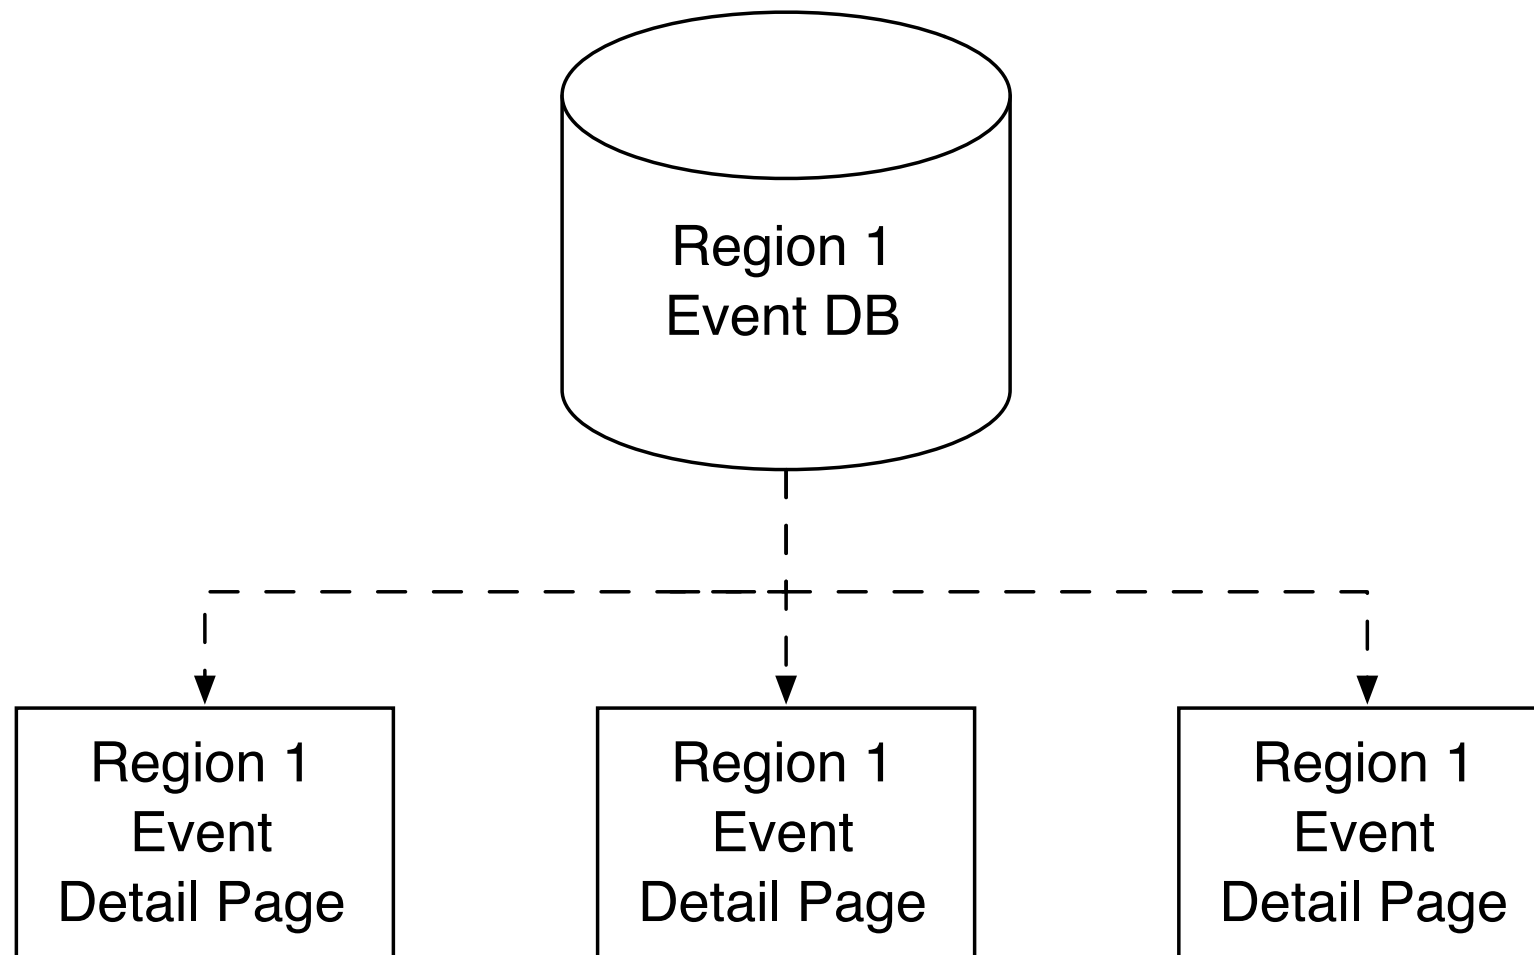 Region 1
Event DB
Region 1
Event
Detail Page
Region 1
Event
Detail Page
Region 1
Event
Detail Page